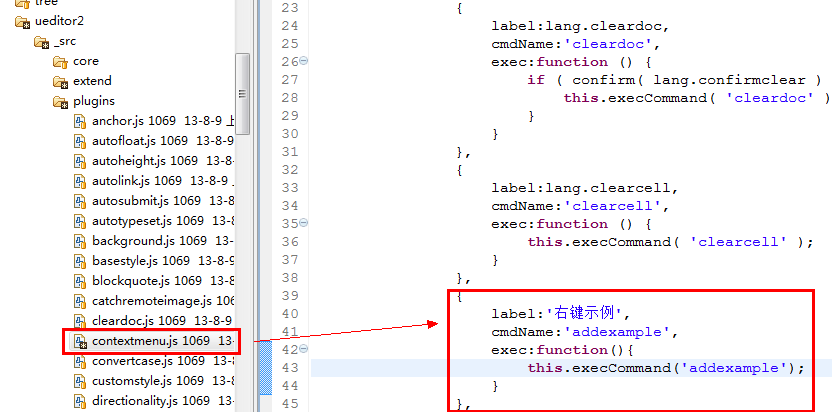 tree
ueditor2
_src
core
extend
plugins
anchor.js 1069 13-8-9 上
autofloat.js 1069 13-8-
autoheight.js 1069 13-8
autolink.js 1069 13-8-9
autosubmit.js 1069 13-8
autotypeset.js 1069 13-8
background.js 1069 13-8
basestyle.js 1069 13-8-9
blockquote.js 1069 13-8
catchremoteimage.js 10
cleardoc.js 1069 13-8-9
contextmenu.js 1069 13-
convertcase.js 1069 13-8
customstyle.js 1069 13-8
directionality.js 1069 13-8
23 {
24 label:lang.cleardoc,
25 cmdName:'cleardoc',
26 exec:function () {
27 if ( confirm( lang.confirmclear )
28 this.execCommand( 'cleardoc' )
29 }
30 }
31 },
32 {
33 label:lang.clearcell,
34 cmdName:'clearcell',
35 exec:function () {
36 this.execCommand( 'clearcell' );
37 }
38 },
39 {
40 label:'右键示例',
41 cmdName:'addexample',
42 exec:function(){
43 this.execCommand('addexample');
44 }
45 },